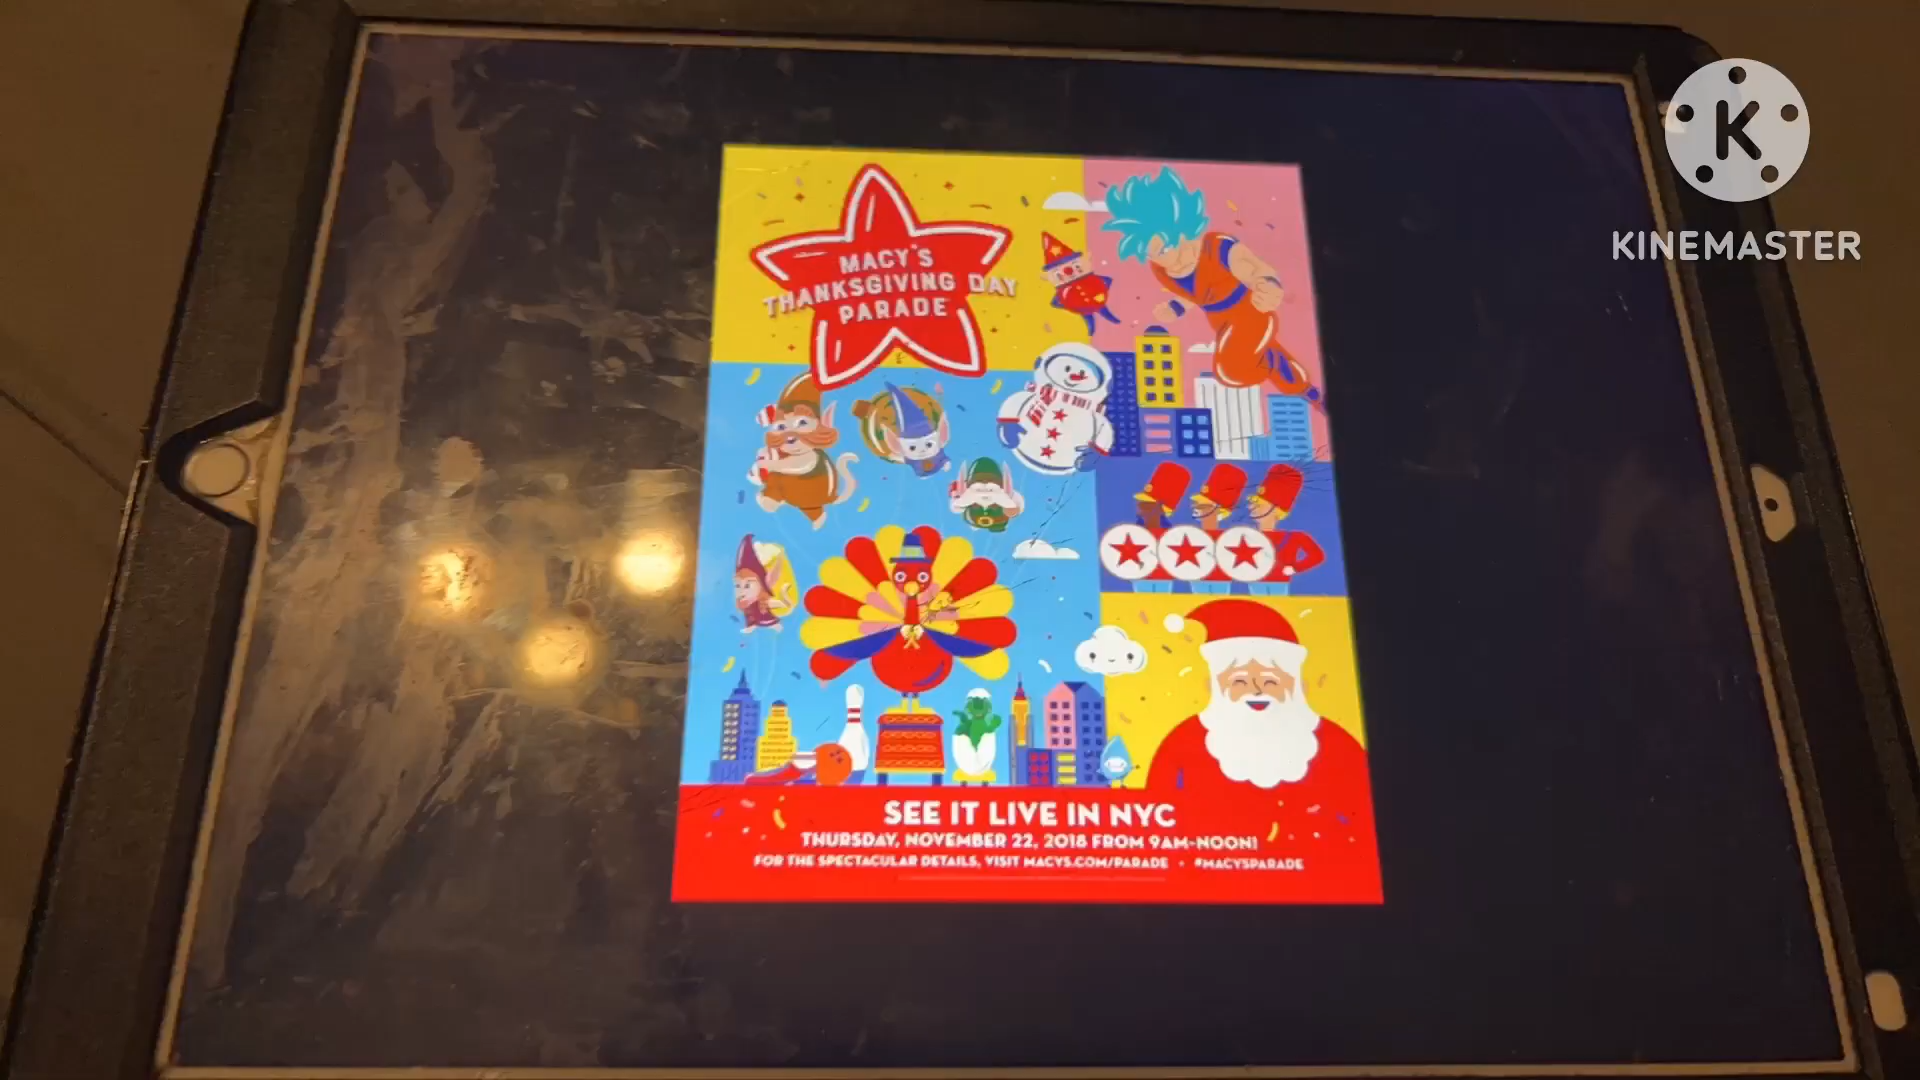 MACY'S
THANKSGIVING DAY
PARADE
K
KINEMASTER
SEE IT LIVE IN NYC
THURSDAY, NOVEMBER 22, 2018 FROM 9AM-NOON!
FOR THE SPECTACULAR DETAILS, VISIT MACYS.COM/PARADE • #MACYSPARADE